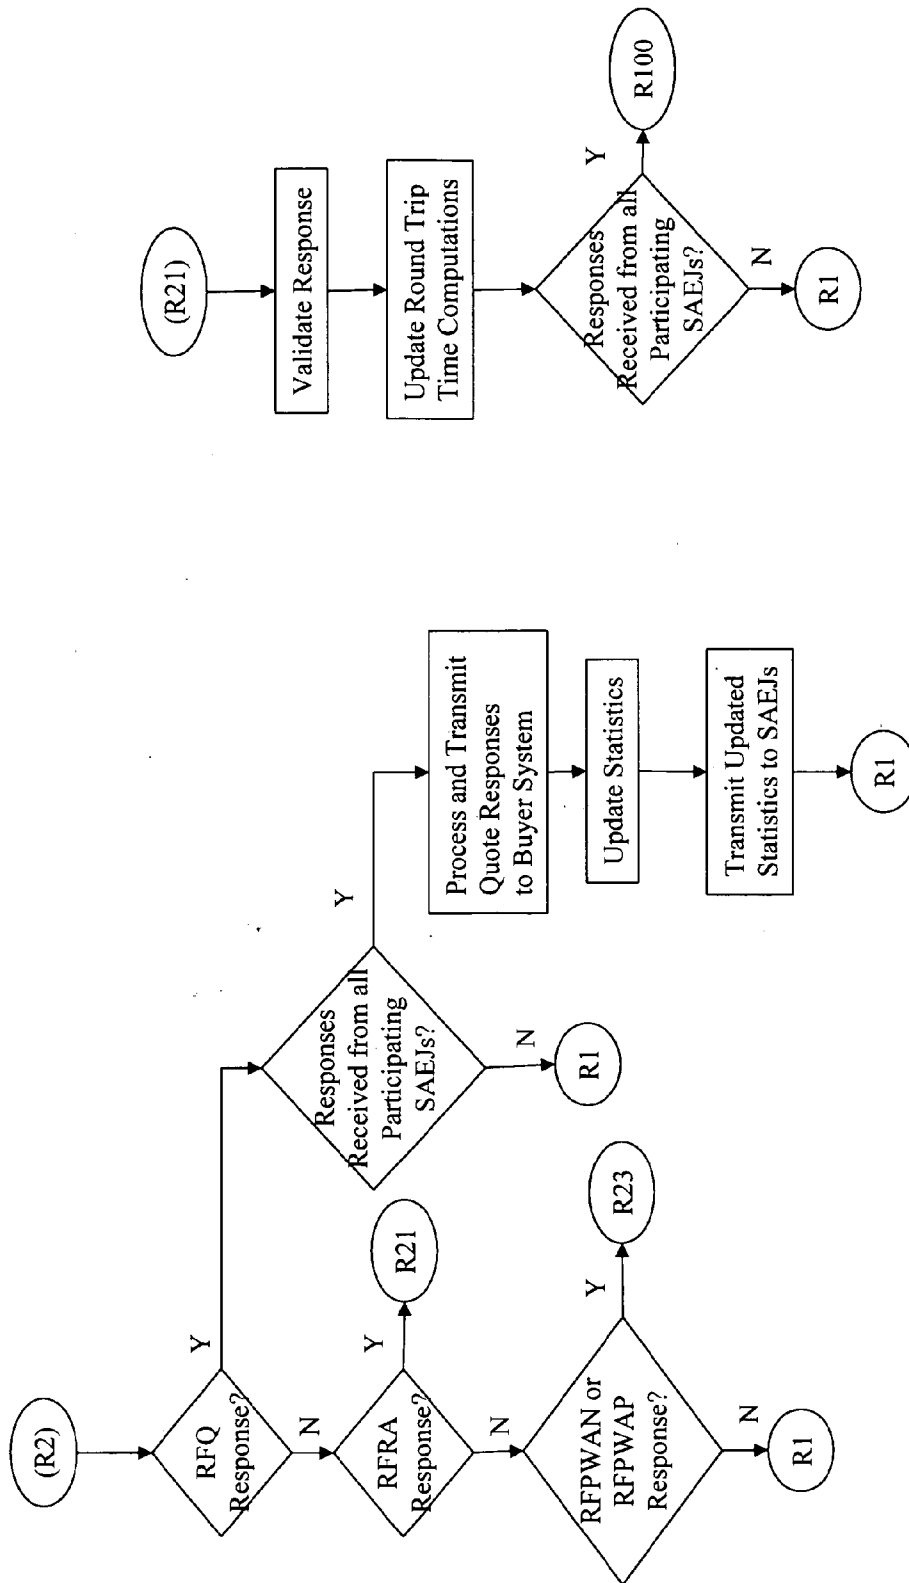 (R2)
RFQ
Response?
Y
N
RFRA
Response?
Y
R21
N
RFPWAN or
RFPWAP
Response?
Y
R23
N
R1
Responses
Received from all
Participating
SAEJs?
Y
N
R1
Process and Transmit
Quote Responses
to Buyer System
Update Statistics
Transmit Updated
Statistics to SAEJs
R1
(R21)
Validate Response
Update Round Trip
Time Computations
Responses
Received from all
Participating
SAEJs?
Y
R100
N
R1